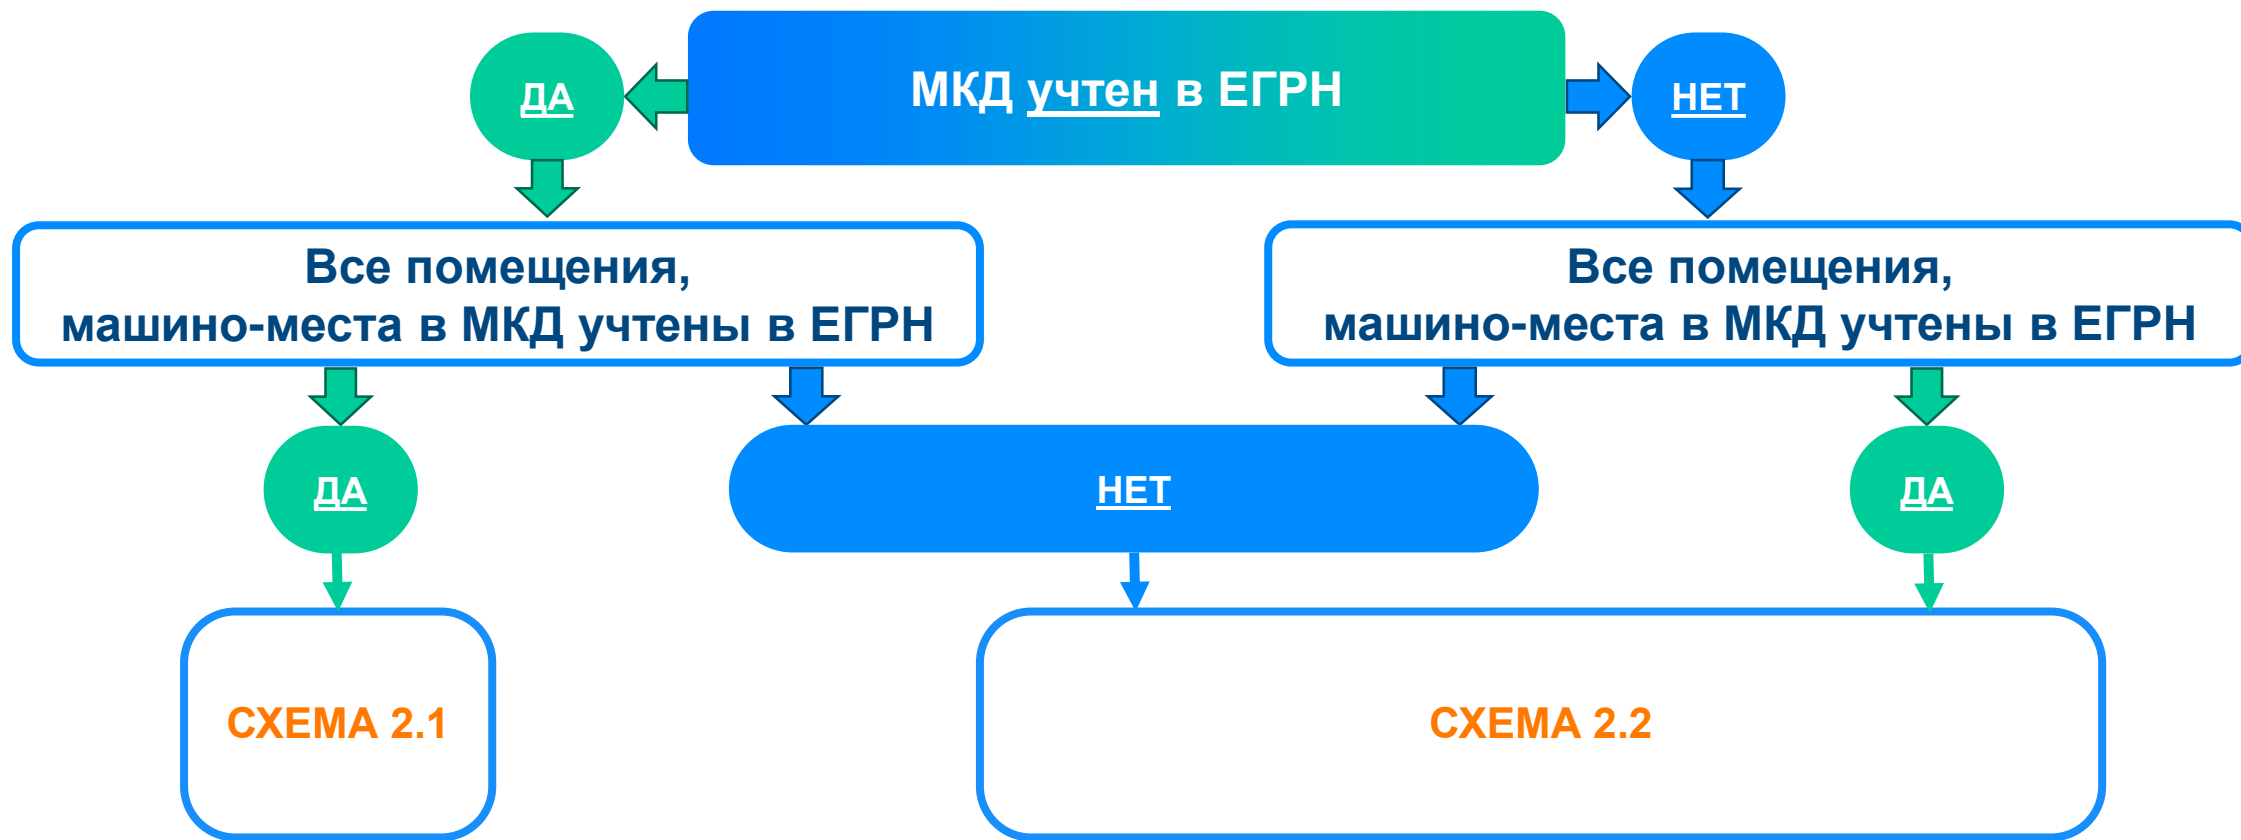 МКД учтен в ЕГРН
ДА
НЕТ
Все помещения,
машино-места в МКД учтены в ЕГРН
Все помещения,
машино-места в МКД учтены в ЕГРН
ДА
НЕТ
ДА
СХЕМА 2.1
СХЕМА 2.2